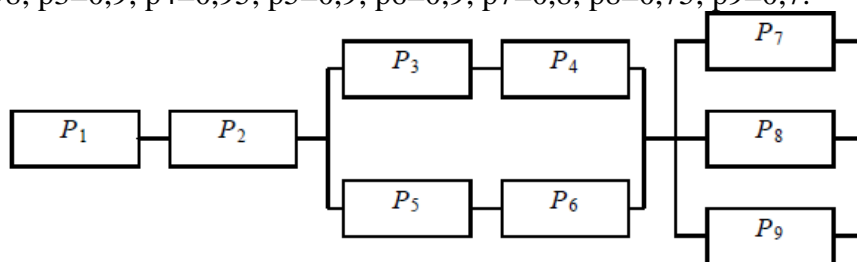 p3=0,9; p4=0,95; p5=0,9; p6=0,9; p7=0,8; p8=0,75; p9=0,7.
P₃ P₄ P₇
P₁ P₂ P₈
P₅ P₆ P₉